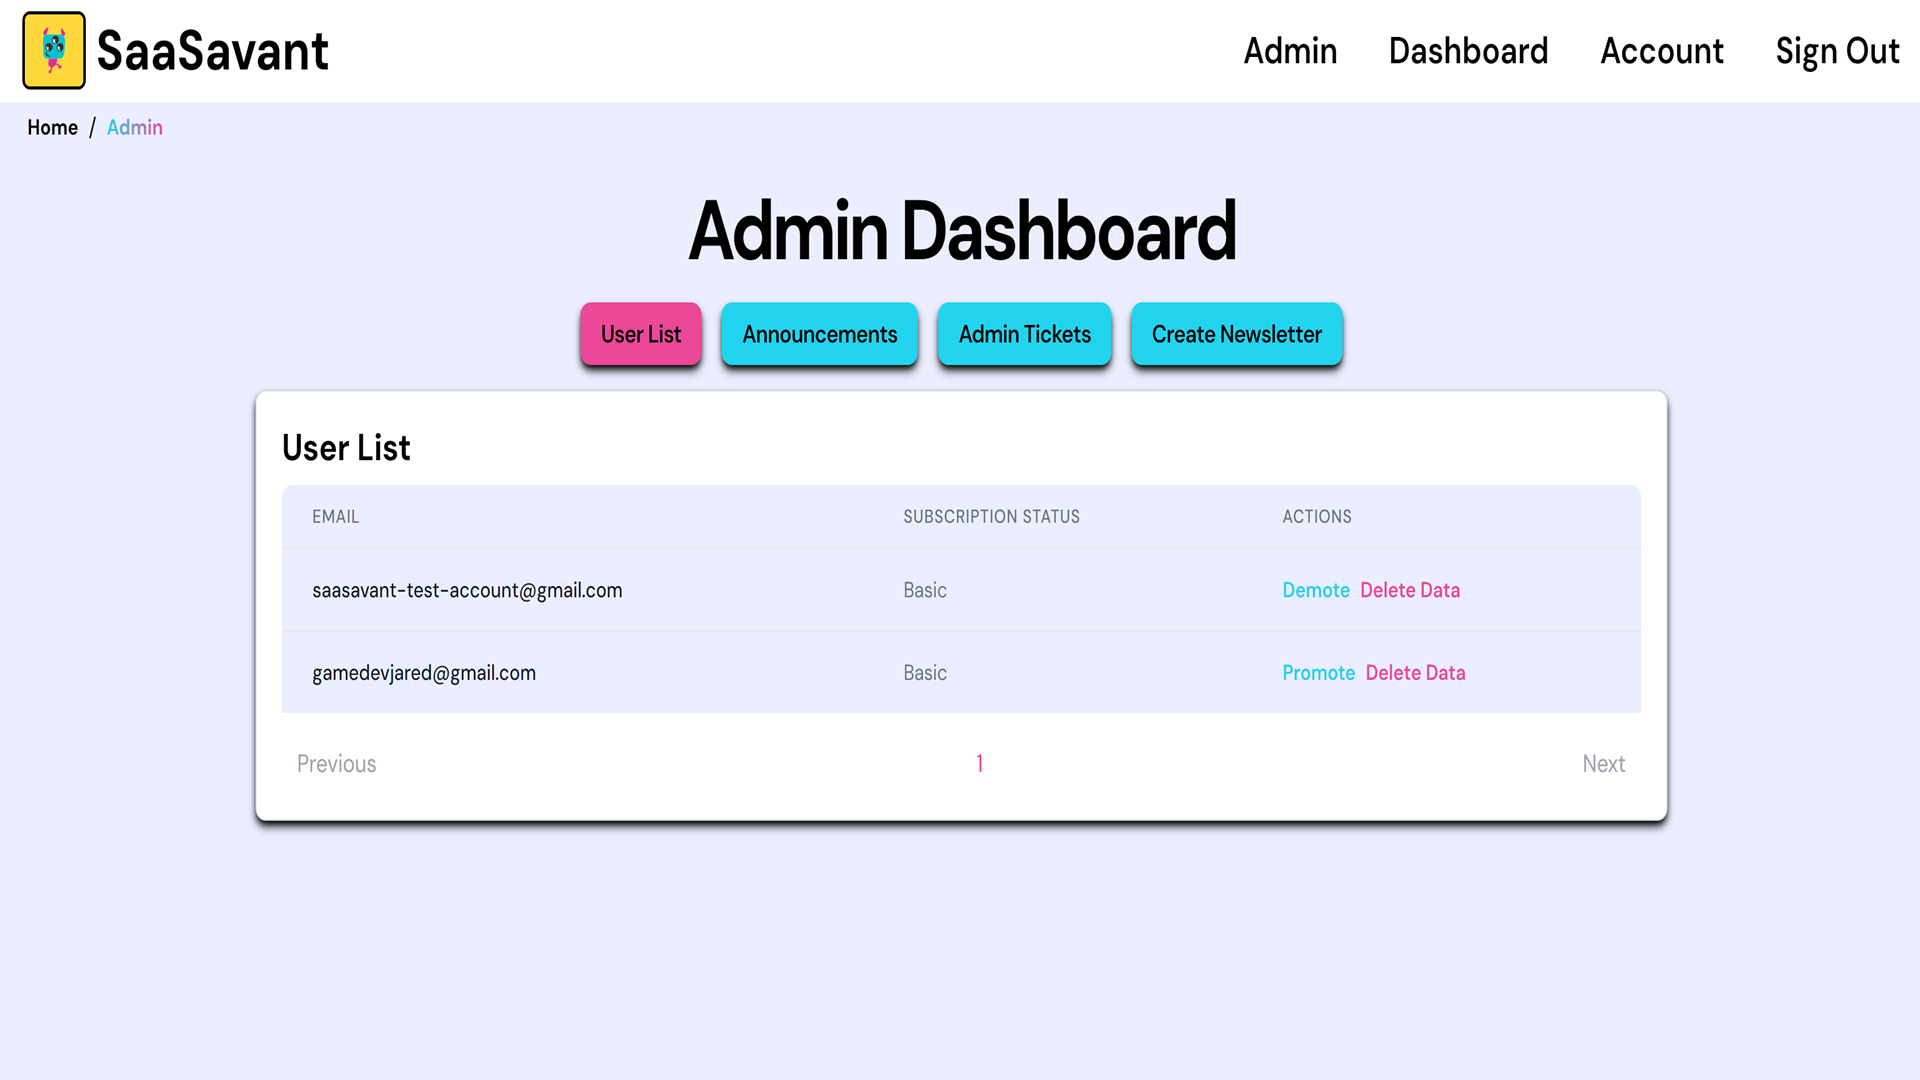 SaaSavant Admin Dashboard Account Sign Out
Home / Admin
Admin Dashboard
User List Announcements Admin Tickets Create Newsletter
User List
EMAIL SUBSCRIPTION STATUS ACTIONS
saasavant-test-account@gmail.com Basic Demote Delete Data
gamedevjared@gmail.com Basic Promote Delete Data
Previous 1 Next